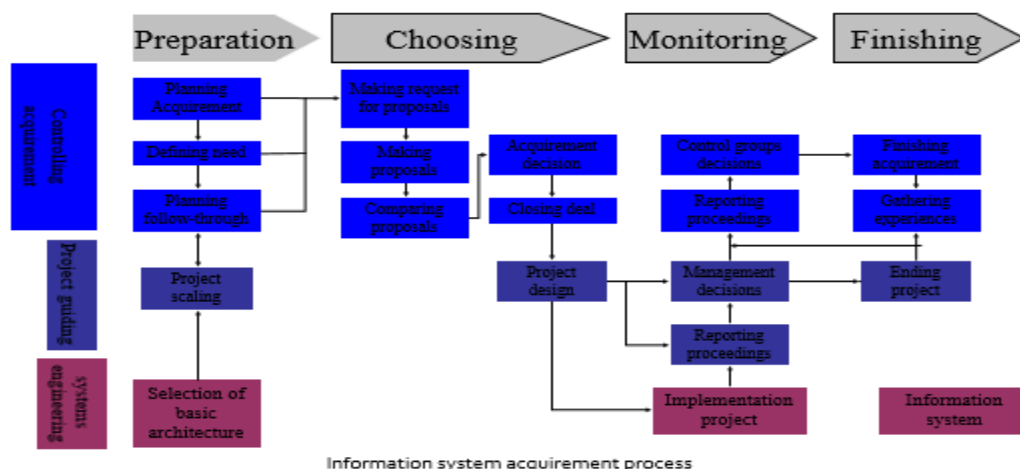 Preparation
Choosing
Monitoring
Finishing
Controlling
acquirement
Planning
Acquirement
Defining need
Planning
follow-through
Making request
for proposals
Making
proposals
Comparing
proposals
Acquirement
decision
Closing deal
Control groups
decisions
Reporting
proceedings
Finishing
acquirement
Gathering
experiences
Project guiding
Project
scaling
Project
design
Management
decisions
Ending
project
Reporting
proceedings
systems
engineering
Selection of
basic
architecture
Implementation
project
Information
system
Information system acquirement process